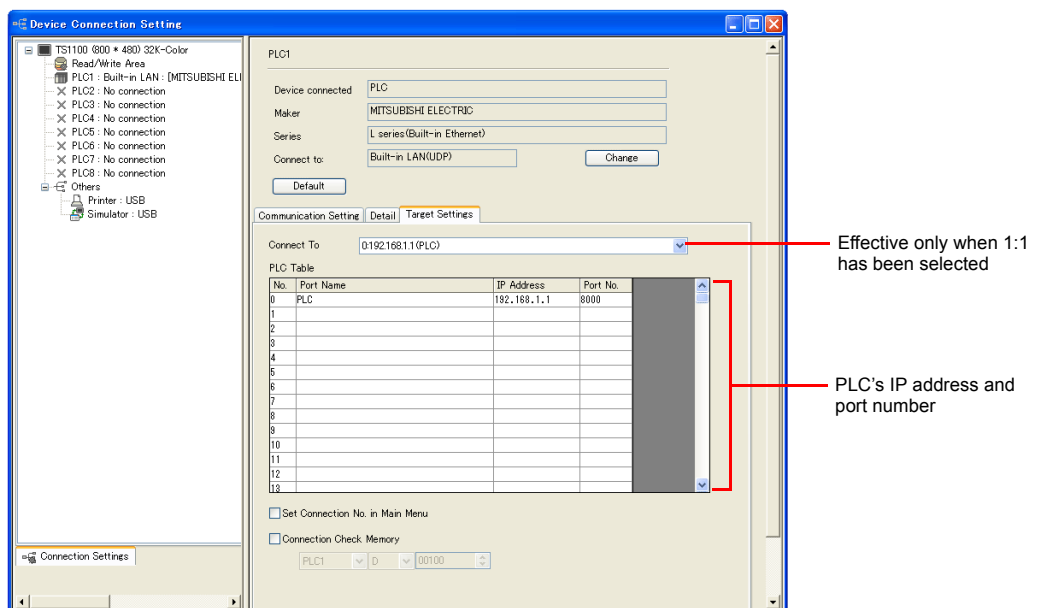 Device Connection Setting
TS1100 (800 * 480) 32K-Color
Read/Write Area
PLC1 : Built-in LAN : [MITSUBISHI ELI
PLC2 : No connection
PLC3 : No connection
PLC4 : No connection
PLC5 : No connection
PLC6 : No connection
PLC7 : No connection
PLC8 : No connection
Others
Printer : USB
Simulator : USB
Connection Settings
PLC1
Device connected PLC
Maker MITSUBISHI ELECTRIC
Series L series(Built-in Ethernet)
Connect to: Built-in LAN(UDP) Change
Default
Communication Setting Detail Target Settings
Connect To 0:192.168.1.1(PLC)
PLC Table
No. Port Name IP Address Port No.
0 PLC 192.168.1.1 8000
1
2
3
4
5
6
7
8
9
10
11
12
13
Set Connection No. in Main Menu
Connection Check Memory
PLC1 D 00100
Effective only when 1:1
has been selected
PLC's IP address and
port number